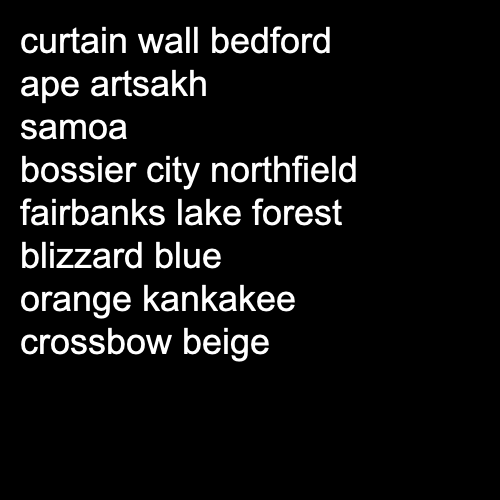 curtain wall bedford
ape artsakh
samoa
bossier city northfield
fairbanks lake forest
blizzard blue
orange kankakee
crossbow beige